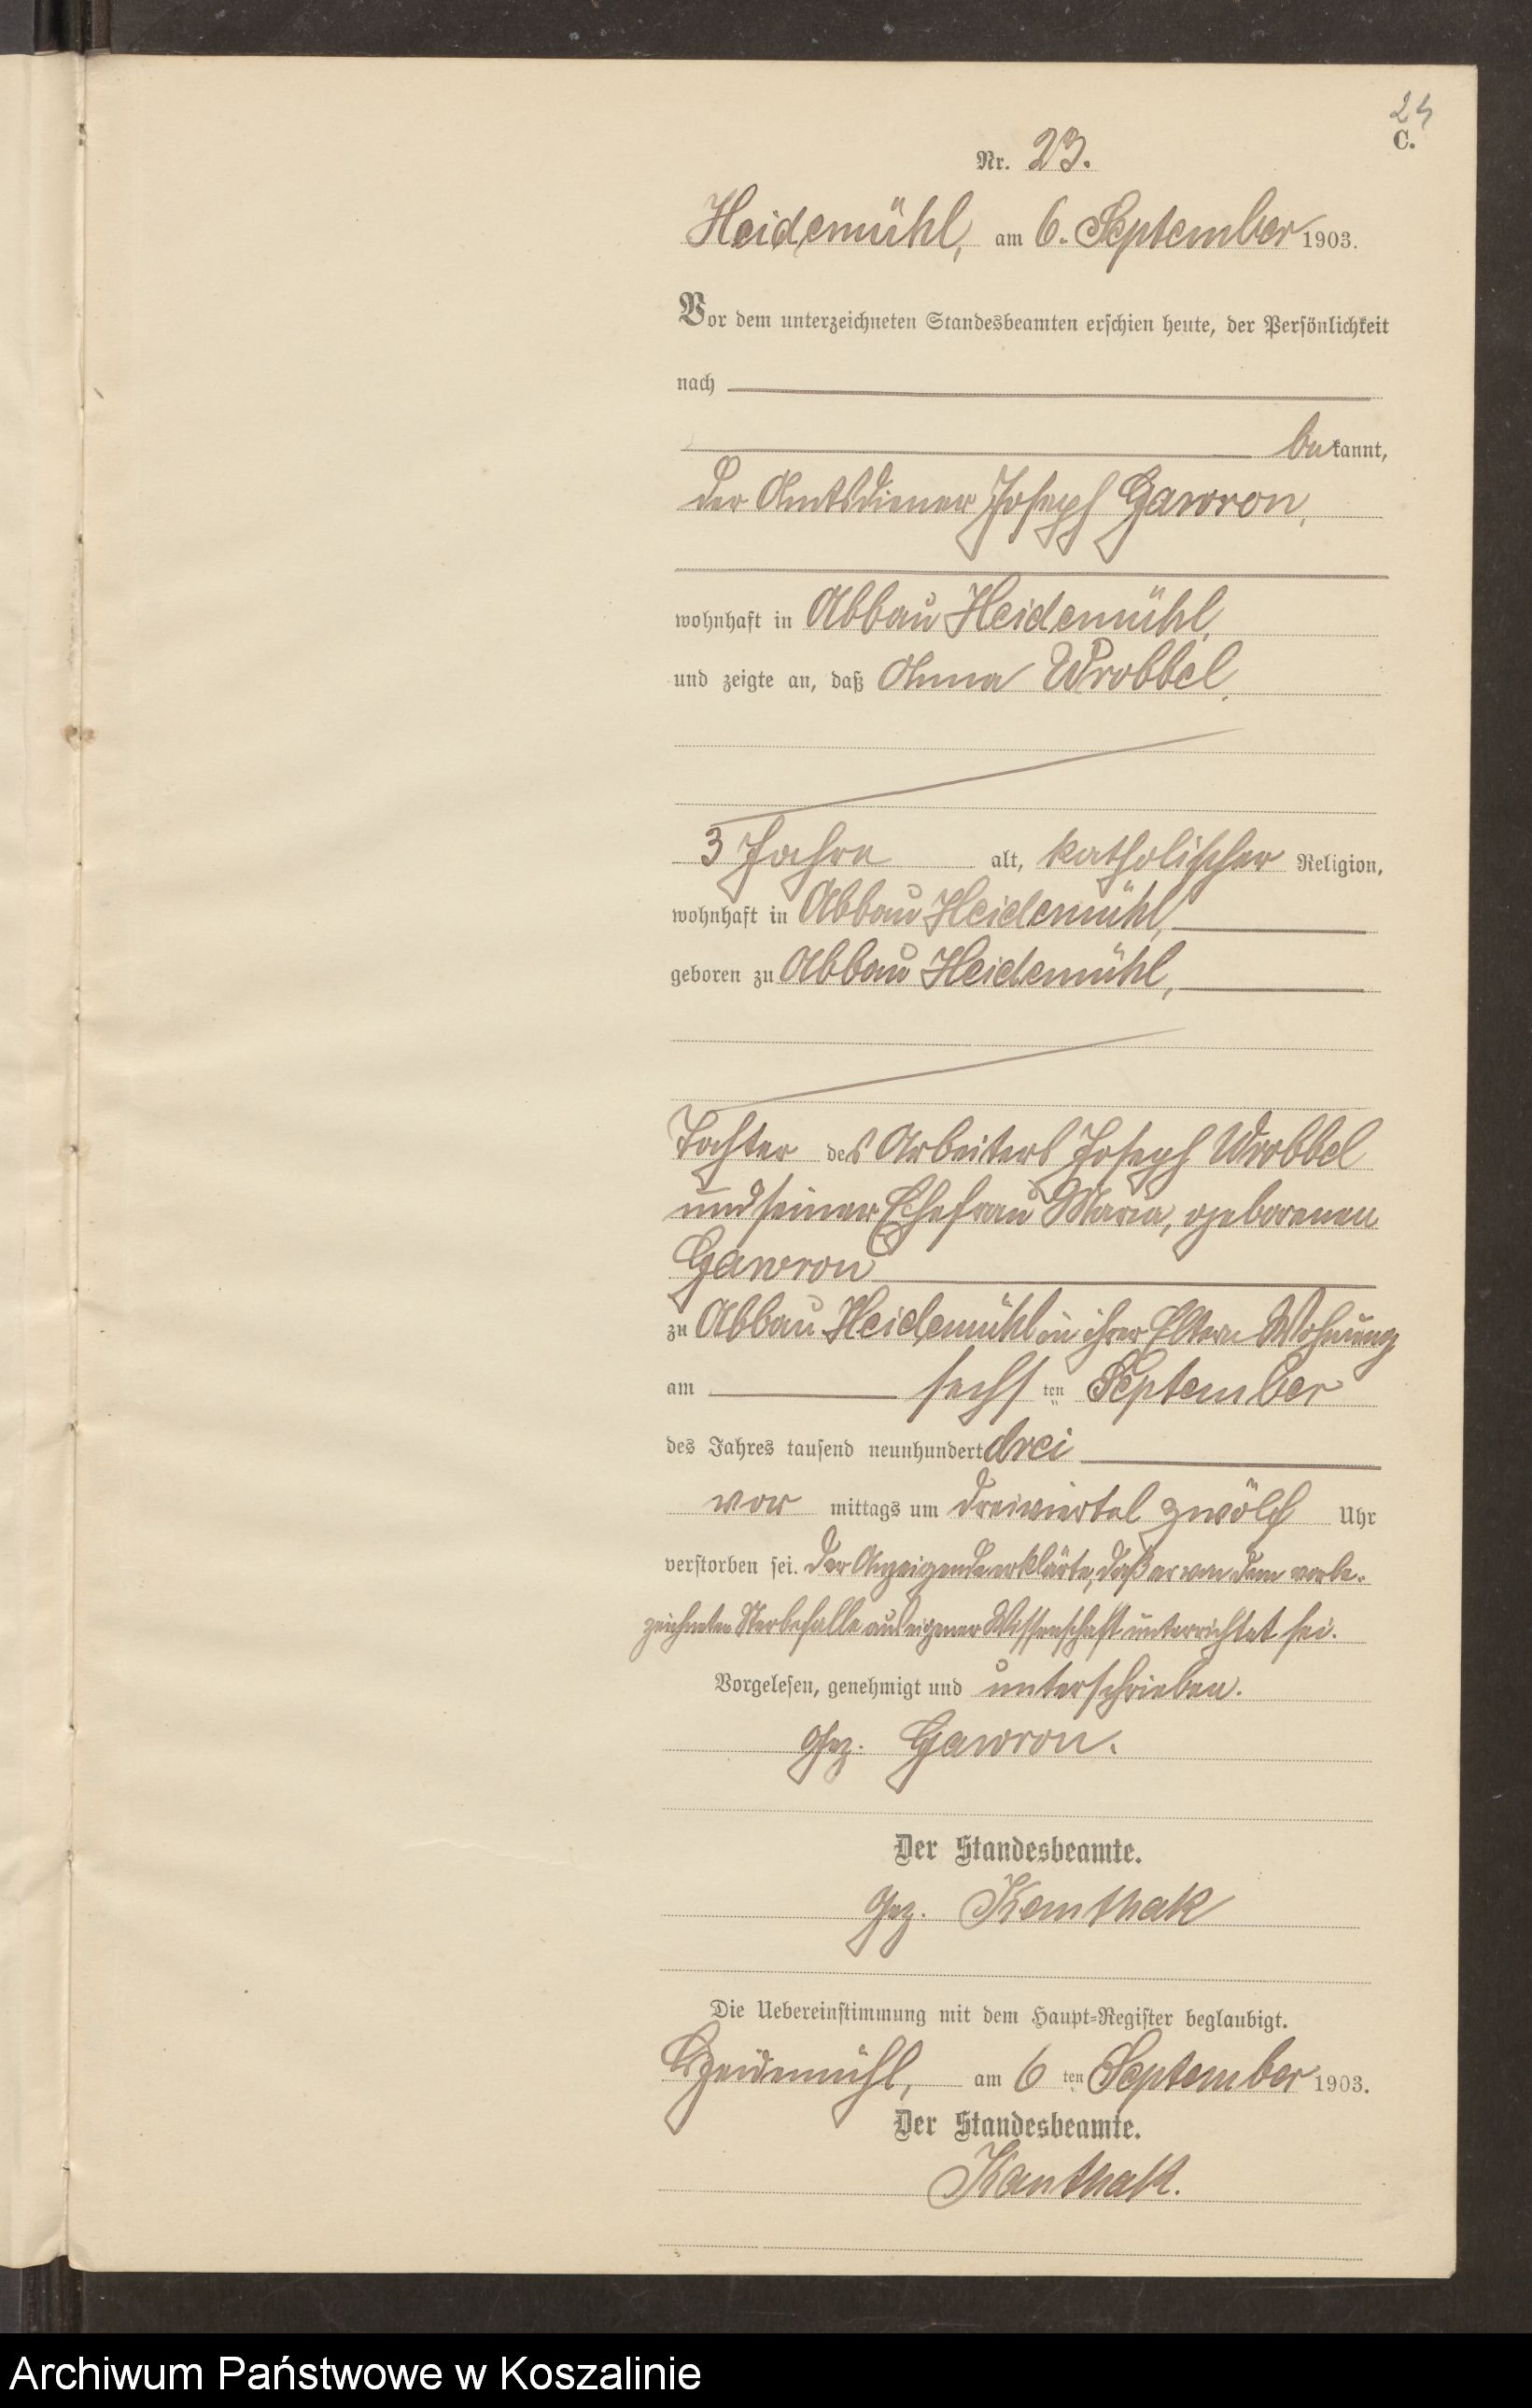 24
C.
Nr. 23.
Heidemühl, am 6. September 1903.
Vor dem unterzeichneten Standesbeamten erschien heute, der Persönlichkeit
nach
bekannt,
der Amtsdiener Joseph Gawron,
wohnhaft in Abbau Heidemühl,
und zeigte an, daß Anna Wrobbel,
3 Jahre alt, katholischer Religion,
wohnhaft in Abbau Heidemühl,
geboren zu Abbau Heidemühl,
Tochter des Arbeiters Joseph Wrobbel
und seiner Ehefrau Maria, geborenen
Gawron
zu Abbau Heidemühl in ihrer Eltern Wohnung
am sechsten September
des Jahres tausend neunhundert drei
vor mittags um dreiviertel zwölf Uhr
verstorben sei. Der Anzeigende erklärte, daß er von dem vorbe-
zeichneten Sterbefalle aus eigener Wissenschaft unterrichtet sei.
Vorgelesen, genehmigt und unterschrieben.
Gez. Gawron.
Der Standesbeamte.
Gez. Kanthak
Die Uebereinstimmung mit dem Haupt-Register beglaubigt.
Heidemühl, am 6ten September 1903.
Der Standesbeamte.
Kanthak.
Archiwum Państwowe w Koszalinie